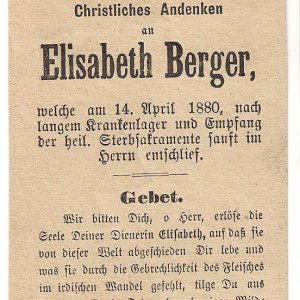 Christliches Andenken
an
Elisabeth Berger,
welche am 14. April 1880, nach
langem Krankenlager und Empfang
der heil. Sterbsakramente sanft im
Herrn entschlief.
Gebet.
Wir bitten Dich, o Herr, erlöse die
Seele Deiner Dienerin Elisabeth, auf daß sie
von dieser Welt abgeschieden Dir lebe und
was sie durch die Gebrechlichkeit des Fleisches
im irdischen Wandel gefehlt, tilge Du aus